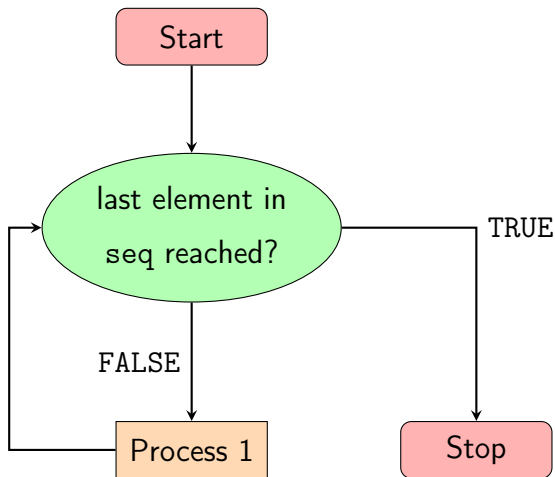 Start
last element in
seq reached?
TRUE
FALSE
Process 1
Stop